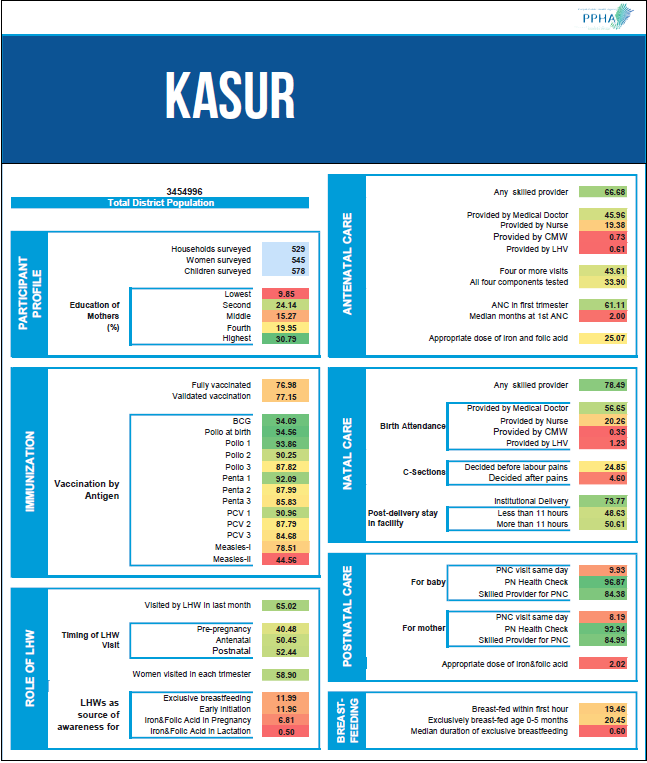 PPHA
KASUR
3454996
Total District Population
PARTICIPANT PROFILE
Households surveyed 529
Women surveyed 545
Children surveyed 578
Education of Mothers (%)
Lowest 9.85
Second 24.14
Middle 15.27
Fourth 19.95
Highest 30.79
IMMUNIZATION
Fully vaccinated 76.98
Validated vaccination 77.15
Vaccination by Antigen
BCG 94.09
Polio at birth 94.56
Polio 1 93.86
Polio 2 90.25
Polio 3 87.82
Penta 1 92.09
Penta 2 87.99
Penta 3 85.83
PCV 1 90.96
PCV 2 87.79
PCV 3 84.68
Measles-I 78.51
Measles-II 44.56
ROLE OF LHW
Visited by LHW in last month 65.02
Timing of LHW Visit
Pre-pregnancy 40.48
Antenatal 50.45
Postnatal 52.44
Women visited in each trimester 58.90
LHWs as source of awareness for
Exclusive breastfeeding 11.99
Early initiation 11.96
Iron&Folic Acid in Pregnancy 6.81
Iron&Folic Acid in Lactation 0.50
ANTENATAL CARE
Any skilled provider 66.68
Provided by Medical Doctor 45.96
Provided by Nurse 19.38
Provided by CMW 0.73
Provided by LHV 0.61
Four or more visits 43.61
All four components tested 33.90
ANC in first trimester 61.11
Median months at 1st ANC 2.00
Appropriate dose of iron and folic acid 25.07
NATAL CARE
Any skilled provider 78.49
Birth Attendance
Provided by Medical Doctor 56.65
Provided by Nurse 20.26
Provided by CMW 0.35
Provided by LHV 1.23
C-Sections
Decided before labour pains 24.85
Decided after pains 4.60
Institutional Delivery 73.77
Post-delivery stay in facility
Less than 11 hours 48.63
More than 11 hours 50.61
POSTNATAL CARE
For baby
PNC visit same day 9.93
PN Health Check 96.87
Skilled Provider for PNC 84.38
For mother
PNC visit same day 8.19
PN Health Check 92.94
Skilled Provider for PNC 84.99
Appropriate dose of iron&folic acid 2.02
BREAST-FEEDING
Breast-fed within first hour 19.46
Exclusively breast-fed age 0-5 months 20.45
Median duration of exclusive breastfeeding 0.60